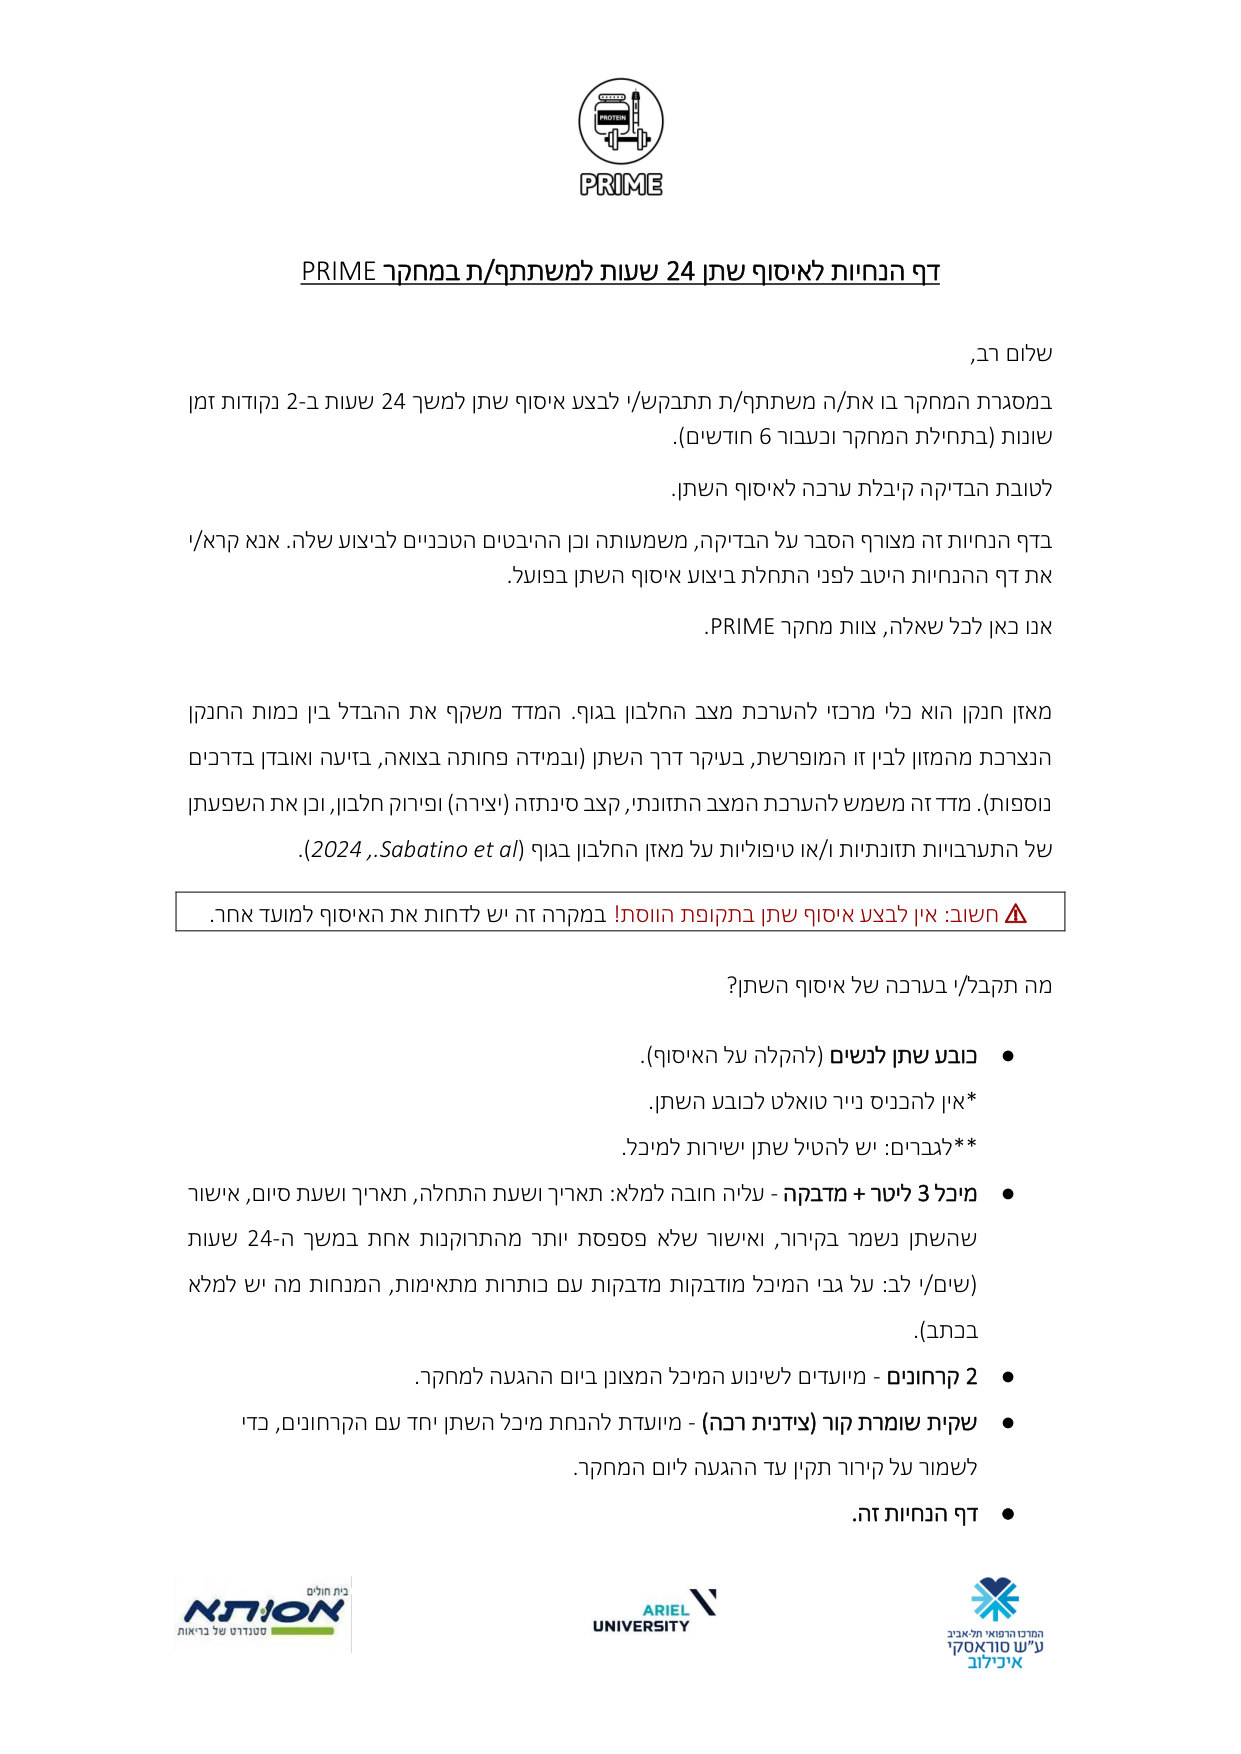 PROTEIN
PRIME
דף הנחיות לאיסוף שתן 24 שעות למשתתף/ת במחקר PRIME
שלום רב,
במסגרת המחקר בו את/ה משתתף/ת תתבקש/י לבצע איסוף שתן למשך 24 שעות ב-2 נקודות זמן
שונות (בתחילת המחקר וכעבור 6 חודשים).
לטובת הבדיקה קיבלת ערכה לאיסוף השתן.
בדף הנחיות זה מצורף הסבר על הבדיקה, משמעותה וכן ההיבטים הטכניים לביצוע שלה. אנא קרא/י
את דף ההנחיות היטב לפני התחלת ביצוע איסוף השתן בפועל.
אנו כאן לכל שאלה, צוות מחקר PRIME.
מאזן חנקן הוא כלי מרכזי להערכת מצב החלבון בגוף. המדד משקף את ההבדל בין כמות החנקן
הנצרכת מהמזון לבין זו המופרשת, בעיקר דרך השתן (ובמידה פחותה בצואה, בזיעה ואובדן בדרכים
נוספות). מדד זה משמש להערכת המצב התזונתי, קצב סינתזה (יצירה) ופירוק חלבון, וכן את השפעתן
של התערבויות תזונתיות ו/או טיפוליות על מאזן החלבון בגוף (Sabatino et al., 2024).
⚠ חשוב: אין לבצע איסוף שתן בתקופת הווסת! במקרה זה יש לדחות את האיסוף למועד אחר.
מה תקבל/י בערכה של איסוף השתן?
● כובע שתן לנשים (להקלה על האיסוף).
*אין להכניס נייר טואלט לכובע השתן.
**לגברים: יש להטיל שתן ישירות למיכל.
● מיכל 3 ליטר + מדבקה - עליה חובה למלא: תאריך ושעת התחלה, תאריך ושעת סיום, אישור
שהשתן נשמר בקירור, ואישור שלא פספסת יותר מהתרוקנות אחת במשך ה-24 שעות
(שים/י לב: על גבי המיכל מודבקות מדבקות עם כותרות מתאימות, המנחות מה יש למלא
בכתב).
● 2 קרחונים - מיועדים לשינוע המיכל המצונן ביום ההגעה למחקר.
● שקית שומרת קור (צידנית רכה) - מיועדת להנחת מיכל השתן יחד עם הקרחונים, כדי
לשמור על קירור תקין עד ההגעה ליום המחקר.
● דף הנחיות זה.
המרכז הרפואי תל-אביב
ע"ש סוראסקי
איכילוב
ARIEL
UNIVERSITY
בית חולים
אסותא
סטנדרט של בריאות